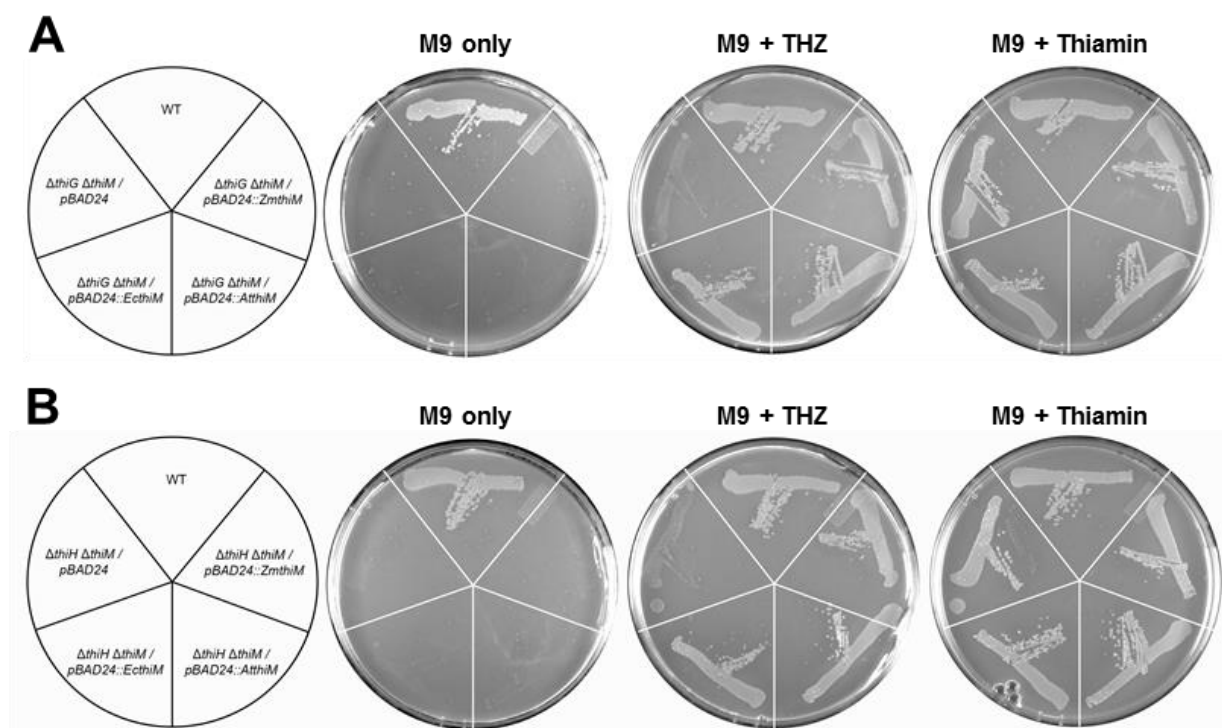 A
M9 only
M9 + THZ
M9 + Thiamin
WT
ΔthiG ΔthiM /
pBAD24
ΔthiG ΔthiM /
pBAD24::ZmthiM
ΔthiG ΔthiM /
pBAD24::EcthiM
ΔthiG ΔthiM /
pBAD24::AtthiM
B
M9 only
M9 + THZ
M9 + Thiamin
WT
ΔthiH ΔthiM /
pBAD24
ΔthiH ΔthiM /
pBAD24::ZmthiM
ΔthiH ΔthiM /
pBAD24::EcthiM
ΔthiH ΔthiM /
pBAD24::AtthiM